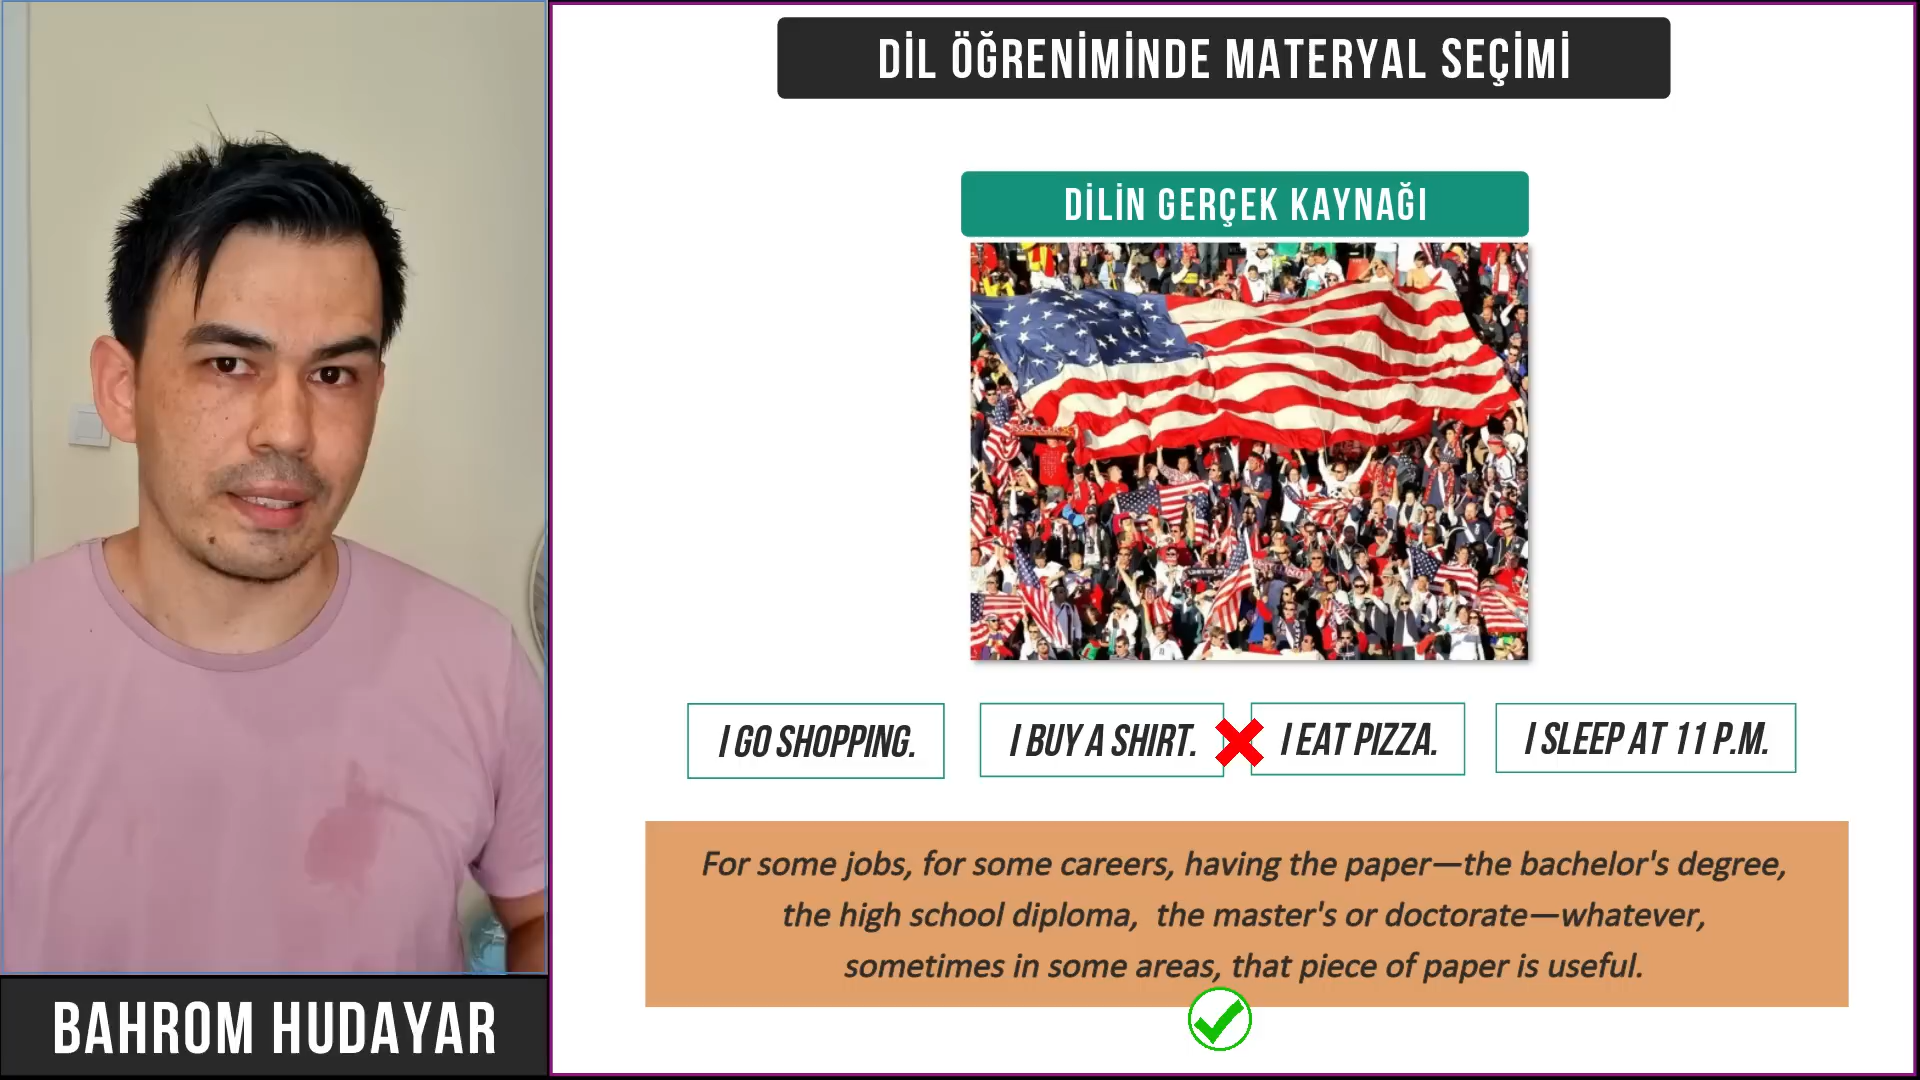 DİL ÖĞRENİMİNDE MATERYAL SEÇİMİ
DİLİN GERÇEK KAYNAĞI
I GO SHOPPING.
I BUY A SHIRT.
I EAT PIZZA.
I SLEEP AT 11 P.M.
For some jobs, for some careers, having the paper—the bachelor's degree,
the high school diploma, the master's or doctorate—whatever,
sometimes in some areas, that piece of paper is useful.
BAHROM HUDAYAR